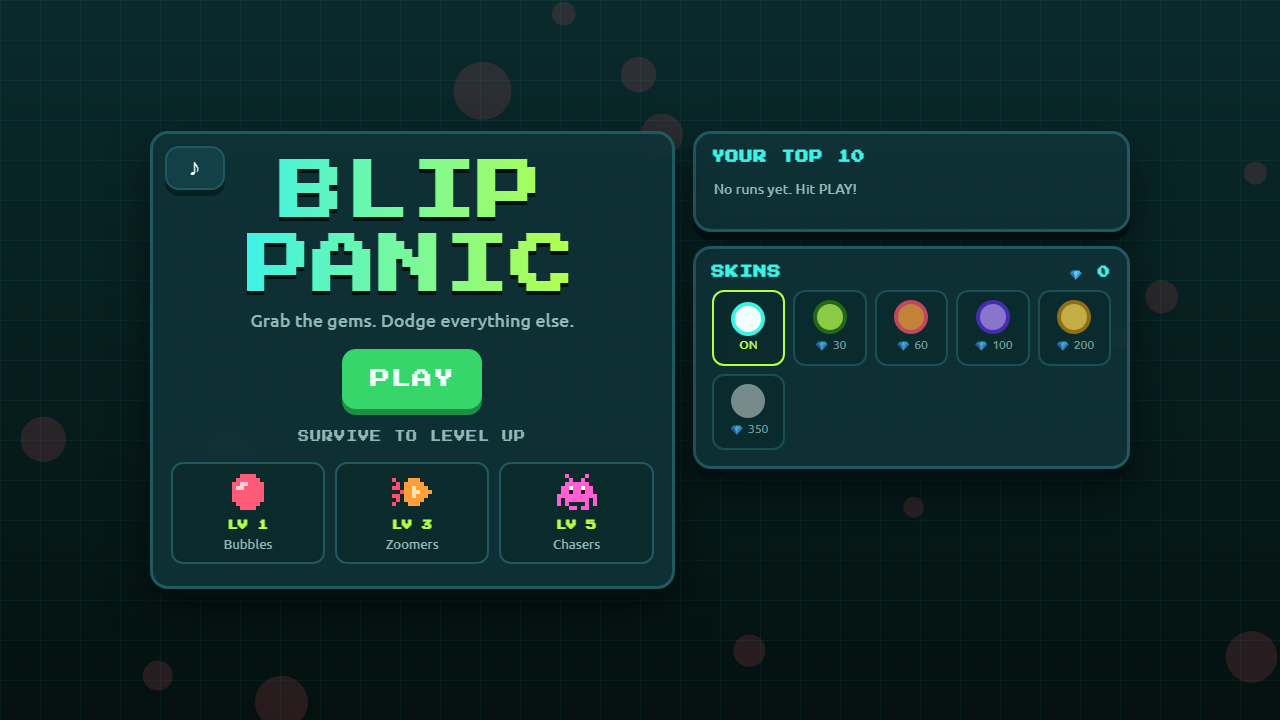 ♪
BLIP
PANIC
Grab the gems. Dodge everything else.
PLAY
SURVIVE TO LEVEL UP
LV 1
Bubbles
LV 3
Zoomers
LV 5
Chasers
YOUR TOP 10
No runs yet. Hit PLAY!
SKINS
0
ON
30
60
100
200
350